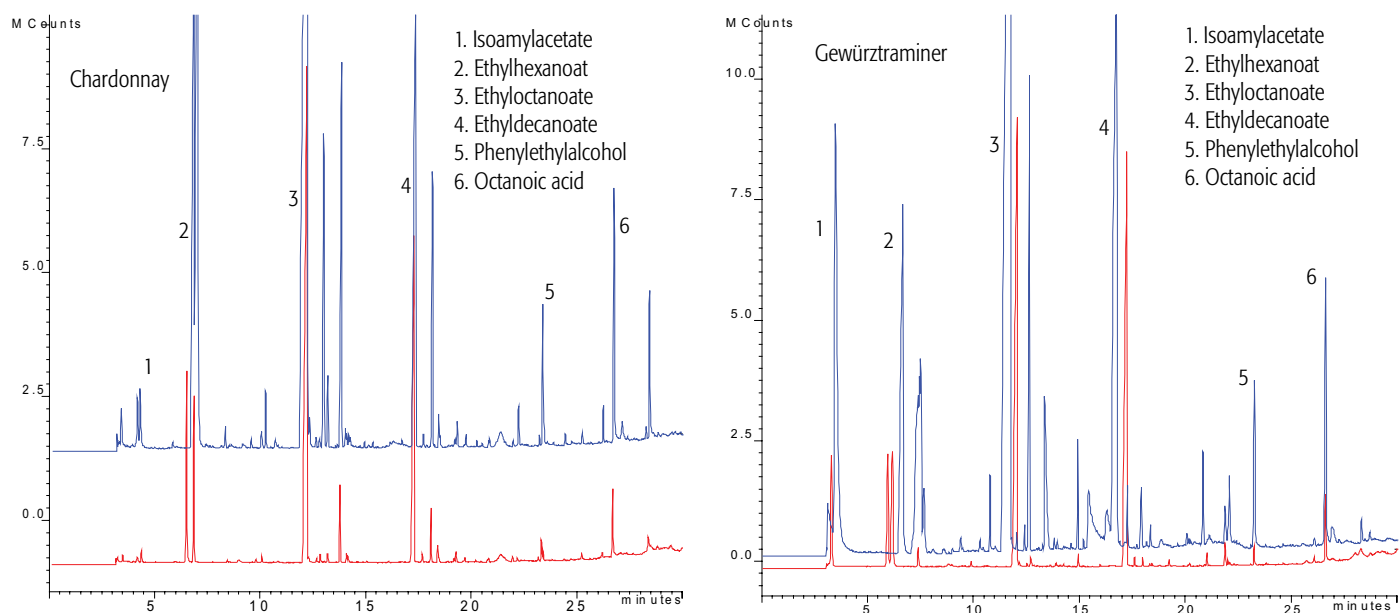 MCounts
Chardonnay
1. Isoamylacetate
2. Ethylhexanoat
3. Ethyloctanoate
4. Ethyldecanoate
5. Phenylethylalcohol
6. Octanoic acid
7.5
5.0
2.5
0.0
1
2
3
4
5
6
5
10
15
20
25
minutes
MCounts
Gewürztraminer
1. Isoamylacetate
2. Ethylhexanoat
3. Ethyloctanoate
4. Ethyldecanoate
5. Phenylethylalcohol
6. Octanoic acid
10.0
7.5
5.0
2.5
0.0
1
2
3
4
5
6
5
10
15
20
25
minutes